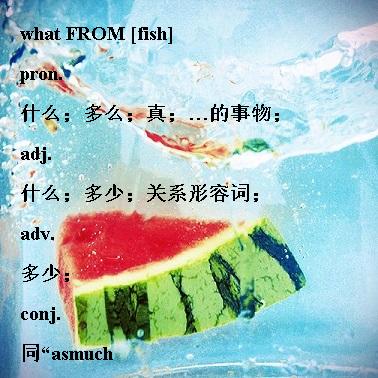 what FROM [fish]
pron.
什么；多么；真；...的事物；
adj.
什么；多少；关系形容词；
adv.
多少；
conj.
同“asmuch